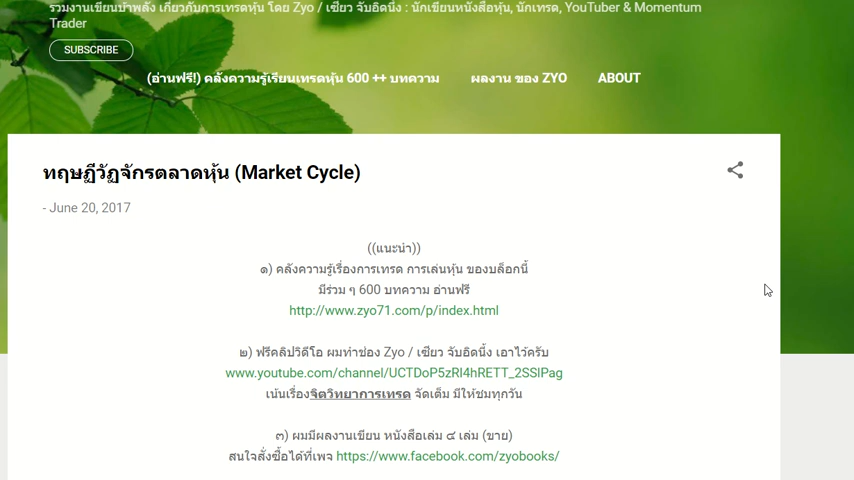 รวมงานเขียนบ้าพลัง เกี่ยวกับการเทรดหุ้น โดย Zyo / เซียว จับอิดนึ้ง : นักเขียนหนังสือหุ้น, นักเทรด, YouTuber & Momentum
Trader
SUBSCRIBE
(อ่านฟรี!) คลังความรู้เรียนเทรดหุ้น 600 ++ บทความ ผลงาน ของ ZYO ABOUT
ทฤษฏีวัฏจักรตลาดหุ้น (Market Cycle)
- June 20, 2017
((แนะนำ))
๑) คลังความรู้เรื่องการเทรด การเล่นหุ้น ของบล็อกนี้
มีร่วม ๆ 600 บทความ อ่านฟรี
http://www.zyo71.com/p/index.html
๒) ฟรีคลิปวิดีโอ ผมทำช่อง Zyo / เซียว จับอิดนึ้ง เอาไว้ครับ
www.youtube.com/channel/UCTDoP5zRI4hRETT_2SSlPag
เน้นเรื่องจิตวิทยาการเทรด จัดเต็ม มีให้ชมทุกวัน
๓) ผมมีผลงานเขียน หนังสือเล่ม ๔ เล่ม (ขาย)
สนใจสั่งซื้อได้ที่เพจ https://www.facebook.com/zyobooks/